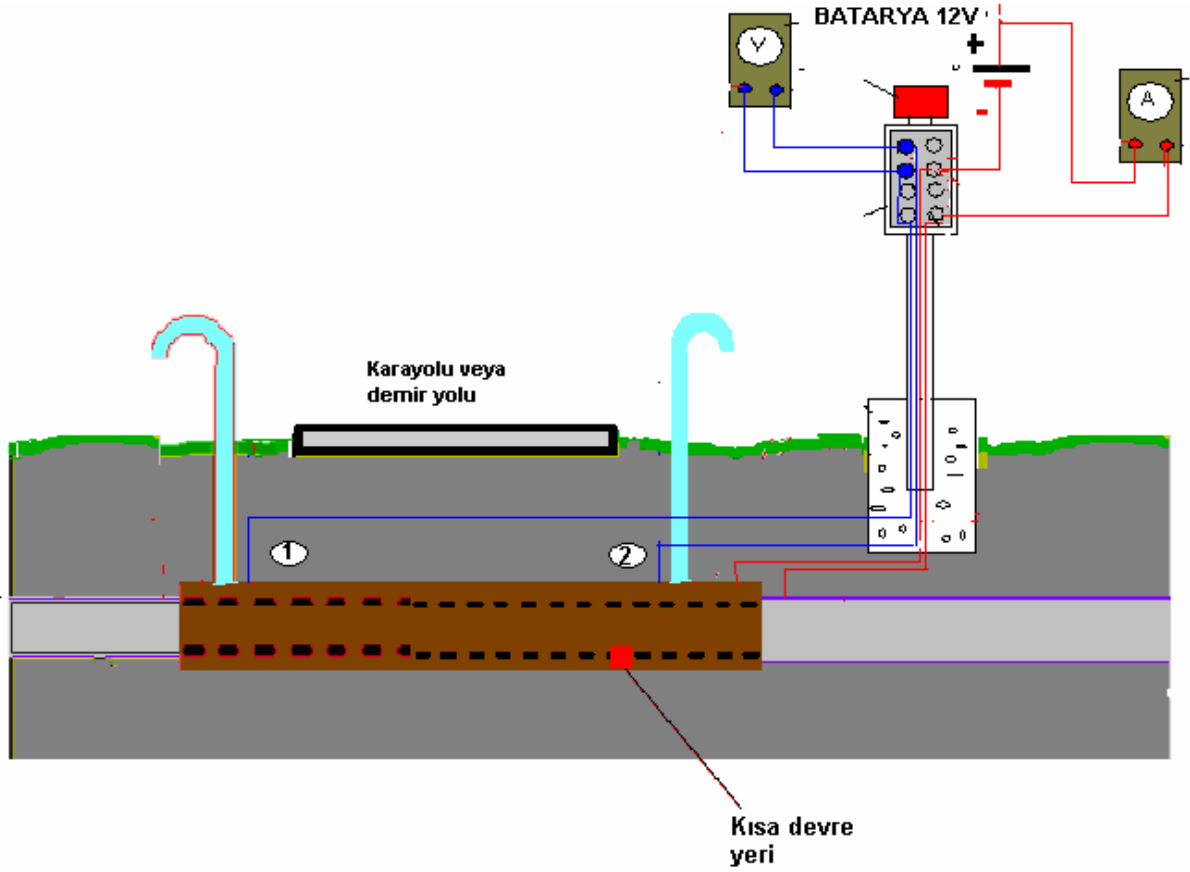 BATARYA 12V
+
V
-
A
Karayolu veya
demir yolu
1
2
Kısa devre
yeri